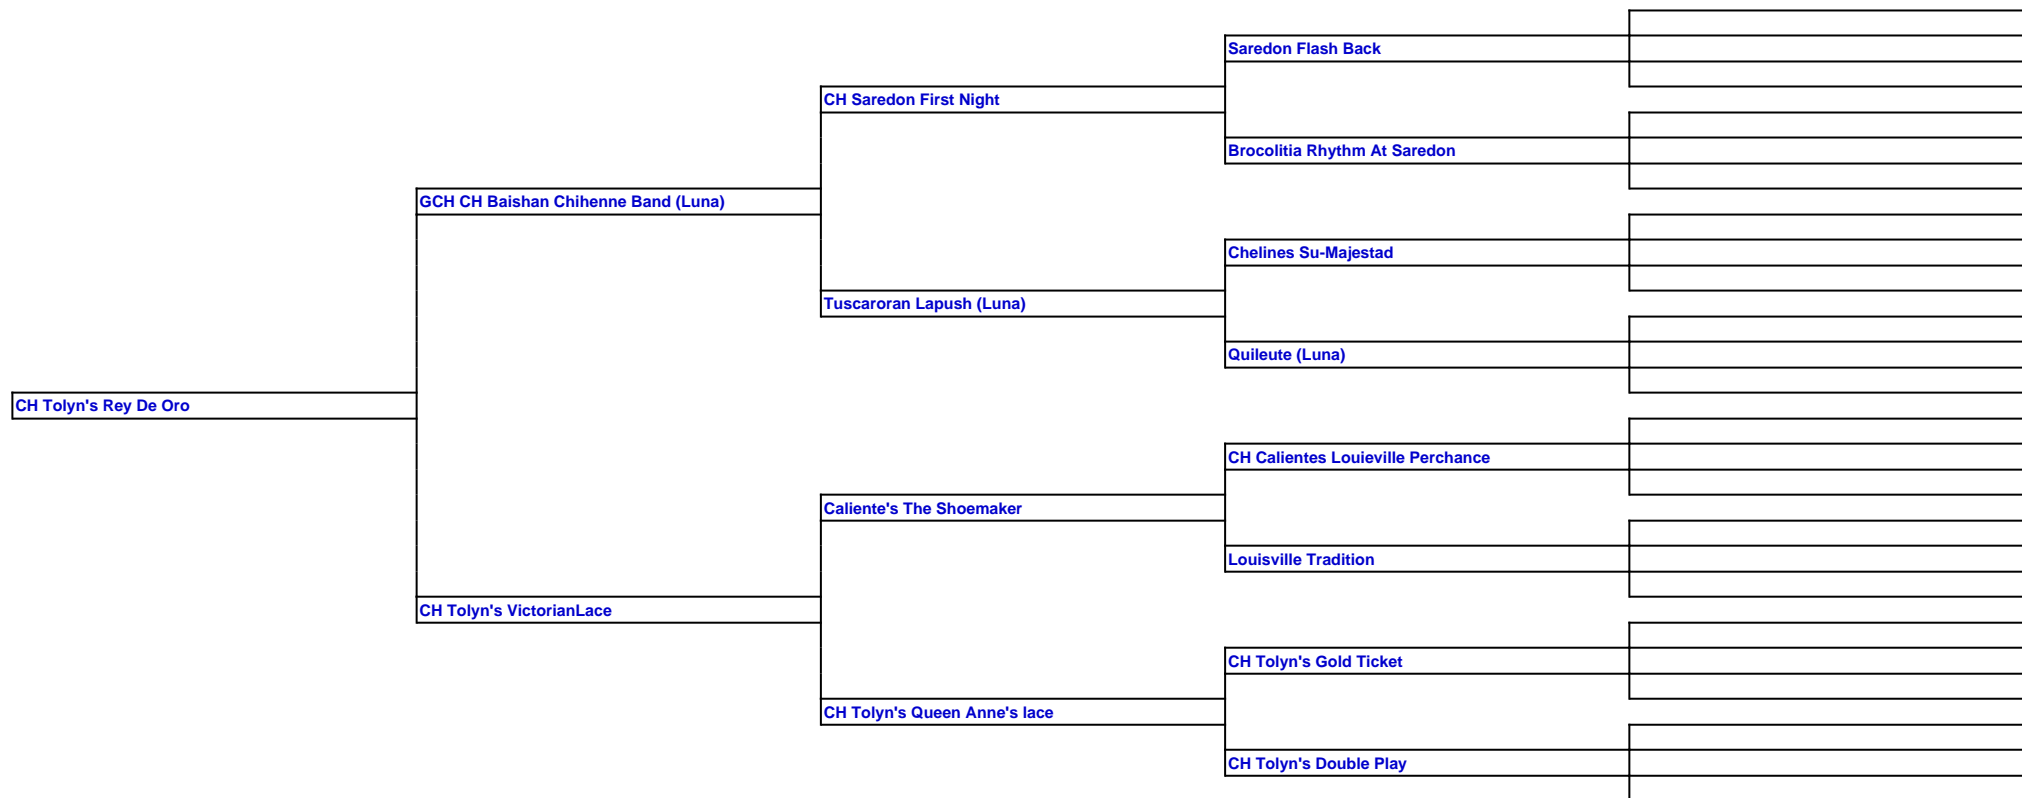 Saredon Flash Back
CH Saredon First Night
Brocolitia Rhythm At Saredon
GCH CH Baishan Chihenne Band (Luna)
Chelines Su-Majestad
Tuscaroran Lapush (Luna)
Quileute (Luna)
CH Tolyn's Rey De Oro
CH Calientes Louieville Perchance
Caliente's The Shoemaker
Louisville Tradition
CH Tolyn's VictorianLace
CH Tolyn's Gold Ticket
CH Tolyn's Queen Anne's lace
CH Tolyn's Double Play